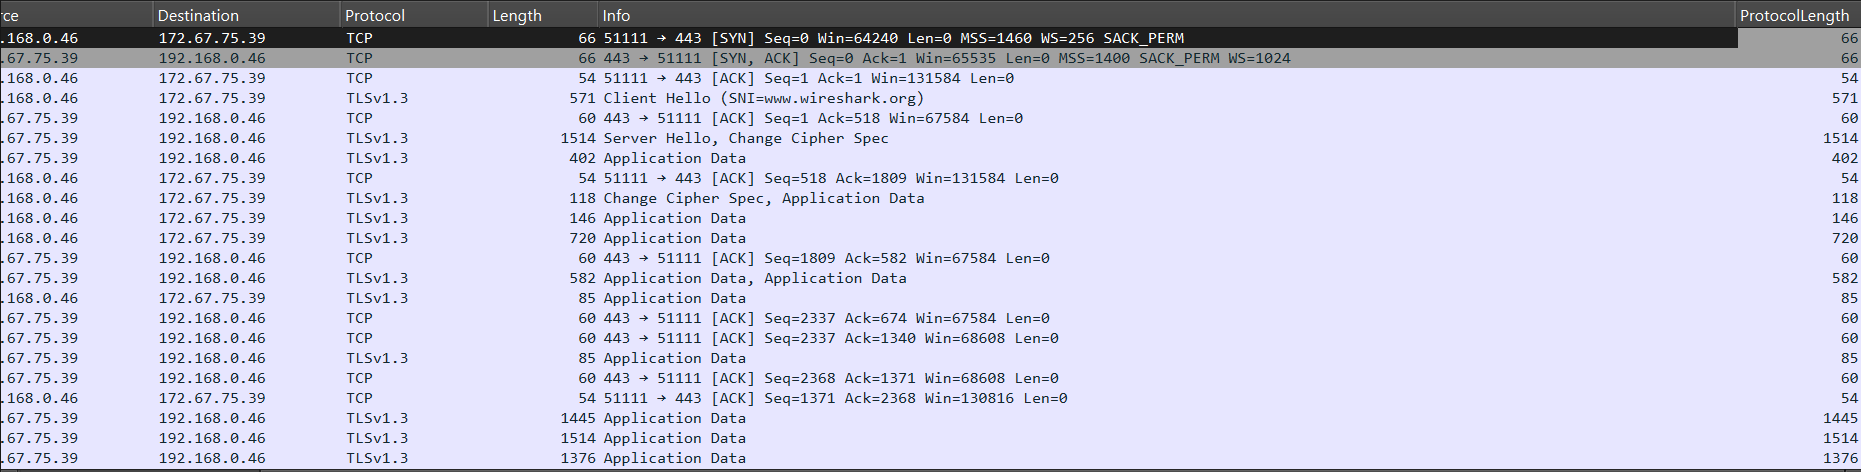 rce Destination Protocol Length Info ProtocolLength
.168.0.46 172.67.75.39 TCP 66 51111 → 443 [SYN] Seq=0 Win=64240 Len=0 MSS=1460 WS=256 SACK_PERM 66
.67.75.39 192.168.0.46 TCP 66 443 → 51111 [SYN, ACK] Seq=0 Ack=1 Win=65535 Len=0 MSS=1400 SACK_PERM WS=1024 66
.168.0.46 172.67.75.39 TCP 54 51111 → 443 [ACK] Seq=1 Ack=1 Win=131584 Len=0 54
.168.0.46 172.67.75.39 TLSv1.3 571 Client Hello (SNI=www.wireshark.org) 571
.67.75.39 192.168.0.46 TCP 60 443 → 51111 [ACK] Seq=1 Ack=518 Win=67584 Len=0 60
.67.75.39 192.168.0.46 TLSv1.3 1514 Server Hello, Change Cipher Spec 1514
.67.75.39 192.168.0.46 TLSv1.3 402 Application Data 402
.168.0.46 172.67.75.39 TCP 54 51111 → 443 [ACK] Seq=518 Ack=1809 Win=131584 Len=0 54
.168.0.46 172.67.75.39 TLSv1.3 118 Change Cipher Spec, Application Data 118
.168.0.46 172.67.75.39 TLSv1.3 146 Application Data 146
.168.0.46 172.67.75.39 TLSv1.3 720 Application Data 720
.67.75.39 192.168.0.46 TCP 60 443 → 51111 [ACK] Seq=1809 Ack=582 Win=67584 Len=0 60
.67.75.39 192.168.0.46 TLSv1.3 582 Application Data, Application Data 582
.168.0.46 172.67.75.39 TLSv1.3 85 Application Data 85
.67.75.39 192.168.0.46 TCP 60 443 → 51111 [ACK] Seq=2337 Ack=674 Win=67584 Len=0 60
.67.75.39 192.168.0.46 TCP 60 443 → 51111 [ACK] Seq=2337 Ack=1340 Win=68608 Len=0 60
.67.75.39 192.168.0.46 TLSv1.3 85 Application Data 85
.67.75.39 192.168.0.46 TCP 60 443 → 51111 [ACK] Seq=2368 Ack=1371 Win=68608 Len=0 60
.168.0.46 172.67.75.39 TCP 54 51111 → 443 [ACK] Seq=1371 Ack=2368 Win=130816 Len=0 54
.67.75.39 192.168.0.46 TLSv1.3 1445 Application Data 1445
.67.75.39 192.168.0.46 TLSv1.3 1514 Application Data 1514
.67.75.39 192.168.0.46 TLSv1.3 1376 Application Data 1376